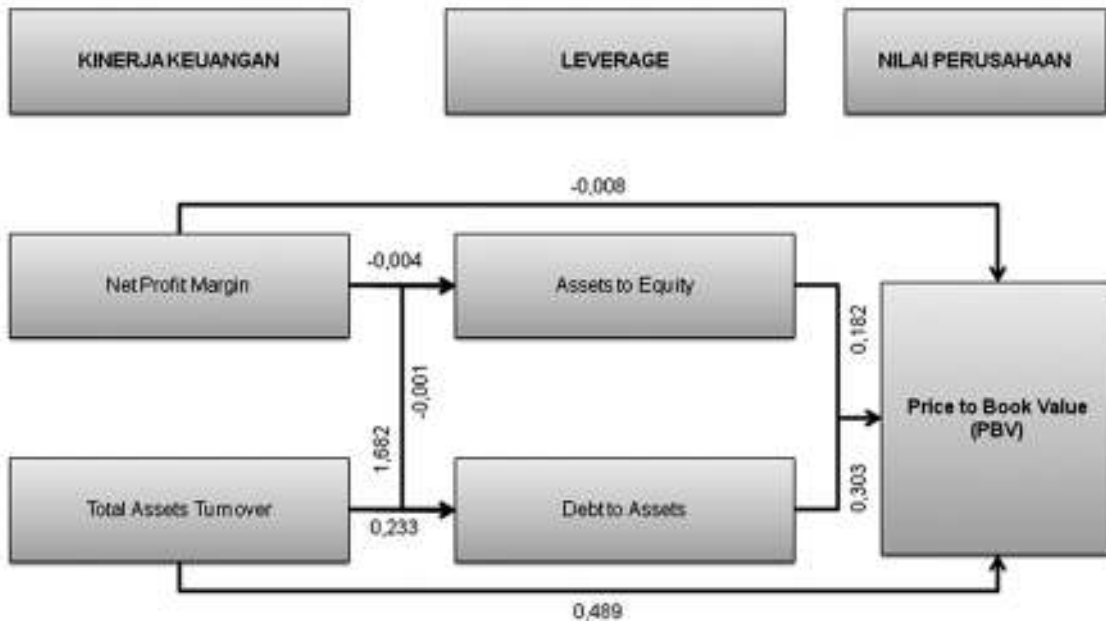 KINERJA KEUANGAN
LEVERAGE
NILAI PERUSAHAAN
-0,008
Net Profit Margin
-0,004
Assets to Equity
0,182
-0,001
1,682
Price to Book Value
(PBV)
0,303
Total Assets Turnover
0,233
Debt to Assets
0,489